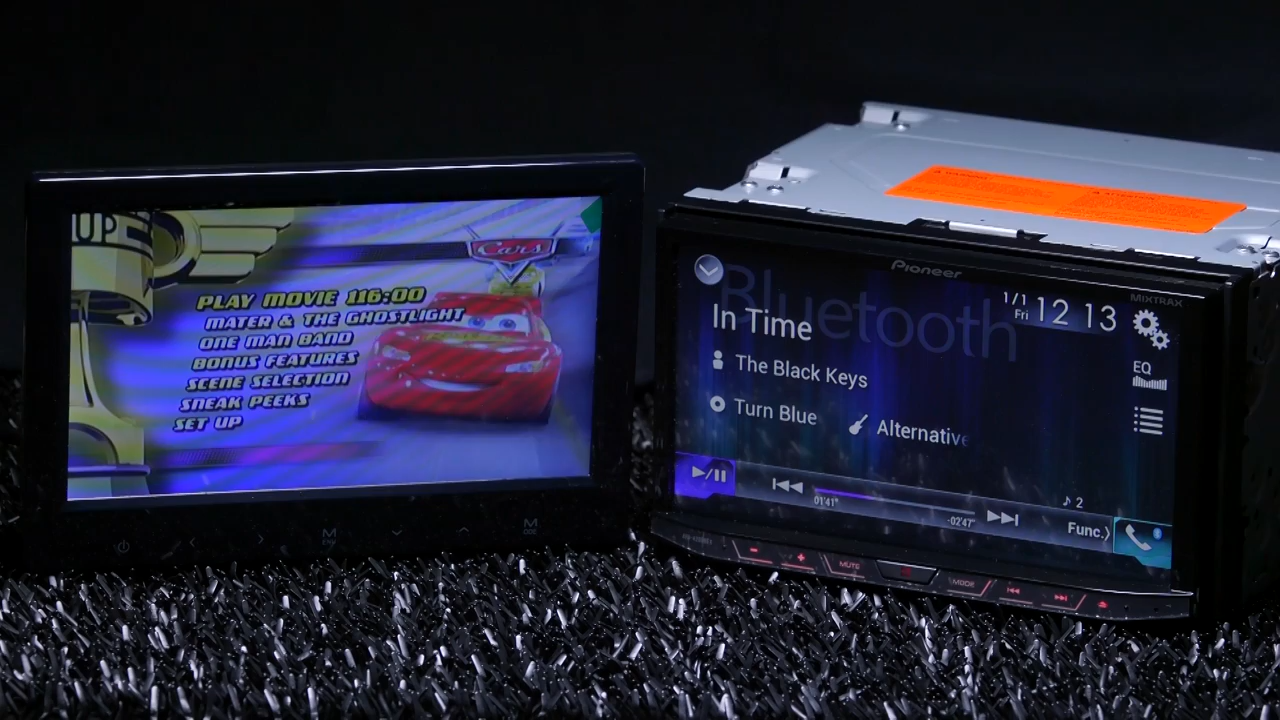 UP
Cars
PLAY MOVIE 116:00
MATER & THE GHOSTLIGHT
ONE MAN BAND
BONUS FEATURES
SCENE SELECTION
SNEAK PEEKS
SET UP
M
M
Pioneer
MIXTRAX
Bluetooth
1/1
Fri
12 13
In Time
EQ
The Black Keys
Turn Blue
Alternative
01'41"
-02'47"
2
Func.
MUTE
MODE